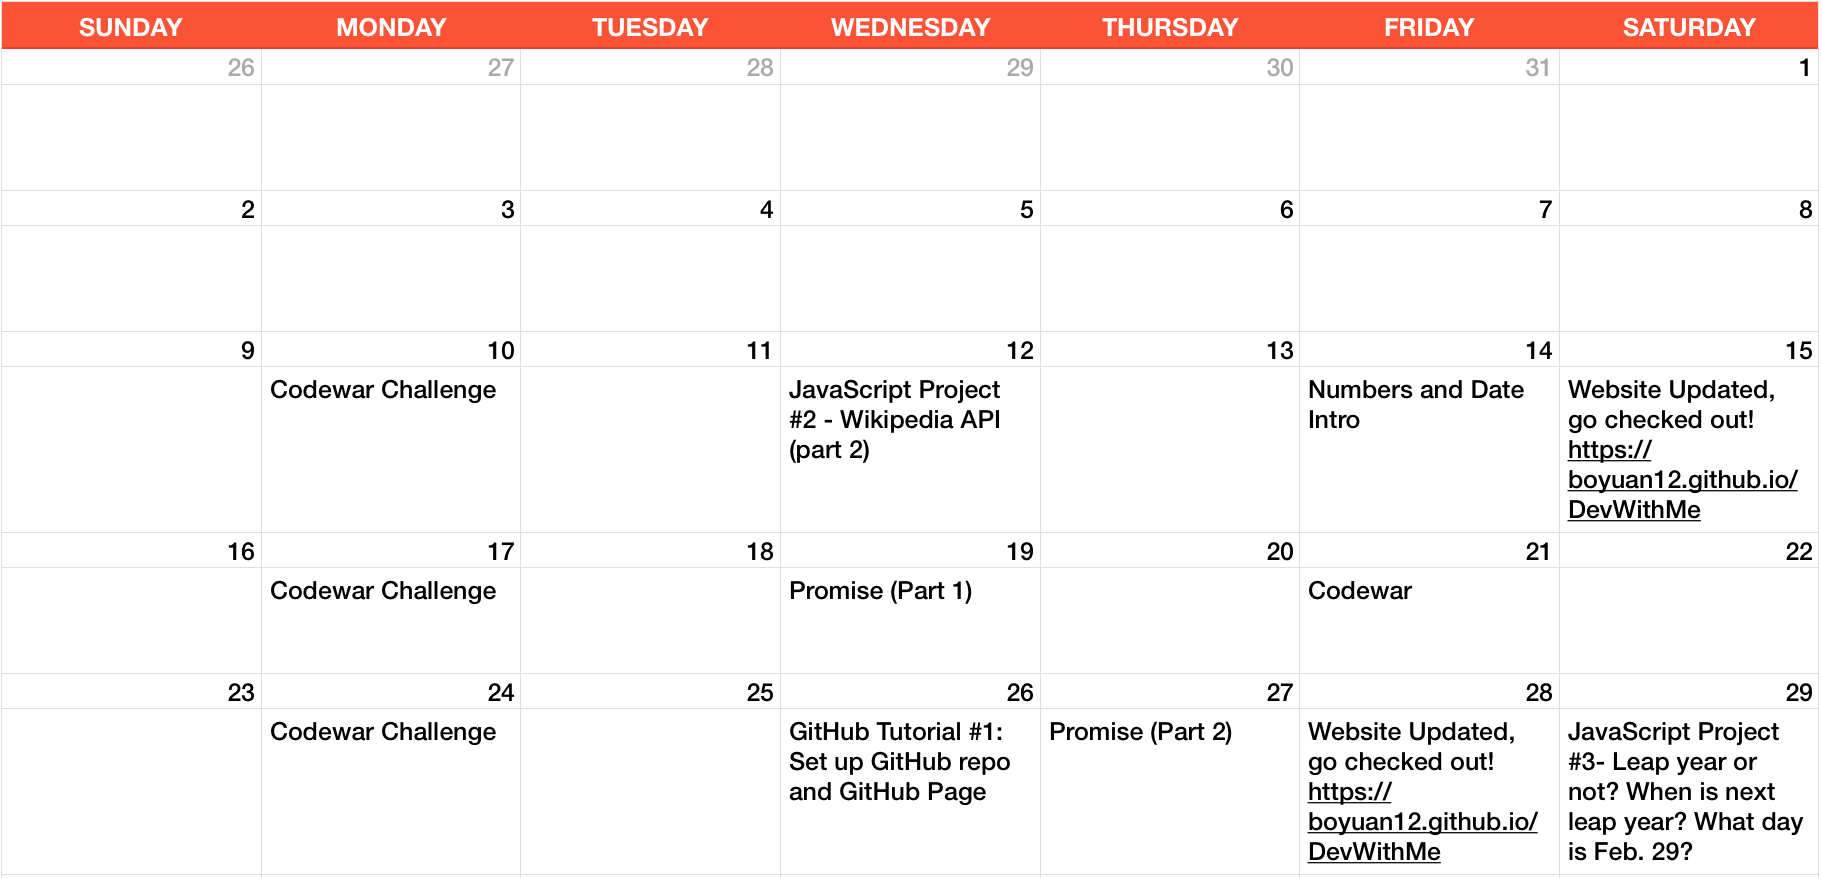 SUNDAY MONDAY TUESDAY WEDNESDAY THURSDAY FRIDAY SATURDAY
26 27 28 29 30 31 1
2 3 4 5 6 7 8
9 10 11 12 13 14 15
Codewar Challenge
JavaScript Project
#2 - Wikipedia API
(part 2)
Numbers and Date
Intro
Website Updated,
go checked out!
https://
boyuan12.github.io/
DevWithMe
16 17 18 19 20 21 22
Codewar Challenge
Promise (Part 1)
Codewar
23 24 25 26 27 28 29
Codewar Challenge
GitHub Tutorial #1:
Set up GitHub repo
and GitHub Page
Promise (Part 2)
Website Updated,
go checked out!
https://
boyuan12.github.io/
DevWithMe
JavaScript Project
#3- Leap year or
not? When is next
leap year? What day
is Feb. 29?